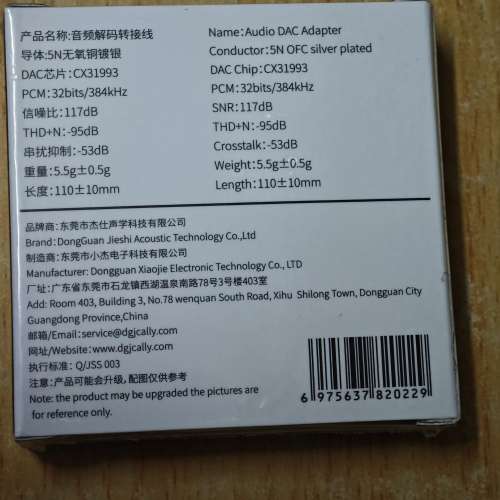 产品名称:音频解码转接线
导体:5N无氧铜镀银
DAC芯片:CX31993
PCM:32bits/384kHz
信噪比:117dB
THD+N:-95dB
串扰抑制:-53dB
重量:5.5g±0.5g
长度:110±10mm
Name:Audio DAC Adapter
Conductor:5N OFC silver plated
DAC Chip:CX31993
PCM:32bits/384kHz
SNR:117dB
THD+N:-95dB
Crosstalk:-53dB
Weight:5.5g±0.5g
Length:110±10mm
品牌商:东莞市杰仕声学科技有限公司
Brand:DongGuan Jieshi Acoustic Technology Co.,Ltd
制造商:东莞市小杰电子科技有限公司
Manufacturer: Dongguan Xiaojie Electronic Technology Co., LTD
厂址:广东省东莞市石龙镇西湖温泉南路78号3号楼403室
Add: Room 403, Building 3, No.78 wenquan South Road, Xihu Shilong Town, Dongguan City
Guangdong Province,China
邮箱/Email:service@dgjcally.com
网址/Website:www.dgjcally.com
执行标准: Q/JSS 003
注意:产品可能会升级,配图仅供参考
Note: the product may be upgraded the pictures are
for reference only.
6 975637 820229